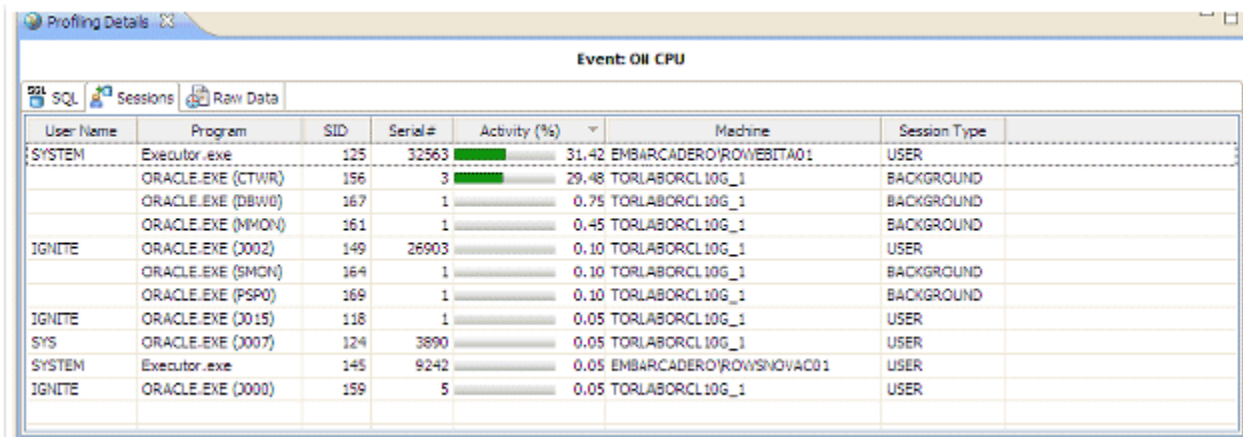 Profiling Details
Event: On CPU
SQL Sessions Raw Data
User Name Program SID Serial# Activity (%) Machine Session Type
SYSTEM Executor.exe 125 32563 31.42 EMBARCADERO\ROWEBITA01 USER
ORACLE.EXE (CTWR) 156 3 29.48 TORLABORCL10G_1 BACKGROUND
ORACLE.EXE (DBW0) 167 1 0.75 TORLABORCL10G_1 BACKGROUND
ORACLE.EXE (MMON) 161 1 0.45 TORLABORCL10G_1 BACKGROUND
IGNITE ORACLE.EXE (J002) 149 26903 0.10 TORLABORCL10G_1 USER
ORACLE.EXE (SMON) 164 1 0.10 TORLABORCL10G_1 BACKGROUND
ORACLE.EXE (PSP0) 169 1 0.10 TORLABORCL10G_1 BACKGROUND
IGNITE ORACLE.EXE (J015) 118 1 0.05 TORLABORCL10G_1 USER
SYS ORACLE.EXE (J007) 124 3890 0.05 TORLABORCL10G_1 USER
SYSTEM Executor.exe 145 9242 0.05 EMBARCADERO\ROWSNOVAC01 USER
IGNITE ORACLE.EXE (J000) 159 5 0.05 TORLABORCL10G_1 USER